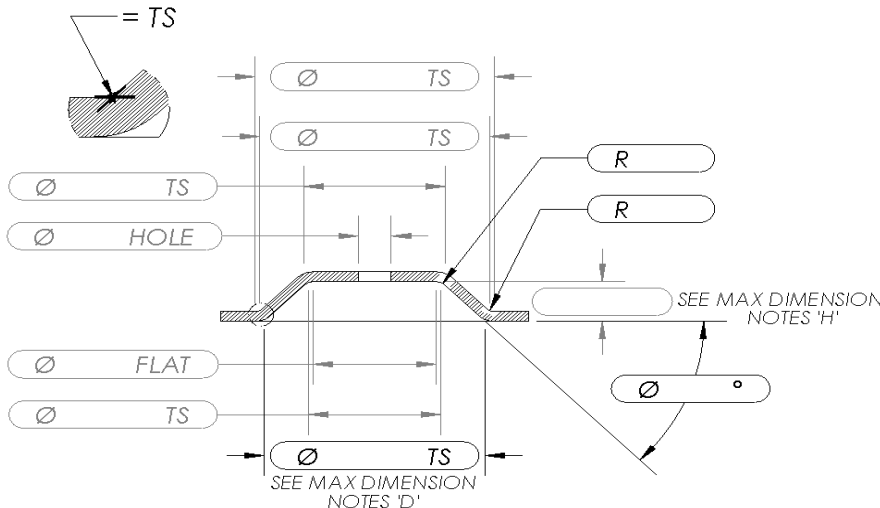 = TS
Ø TS
Ø TS
R
Ø TS
R
Ø HOLE
SEE MAX DIMENSION
NOTES 'H'
Ø FLAT
Ø °
Ø TS
Ø TS
SEE MAX DIMENSION
NOTES 'D'